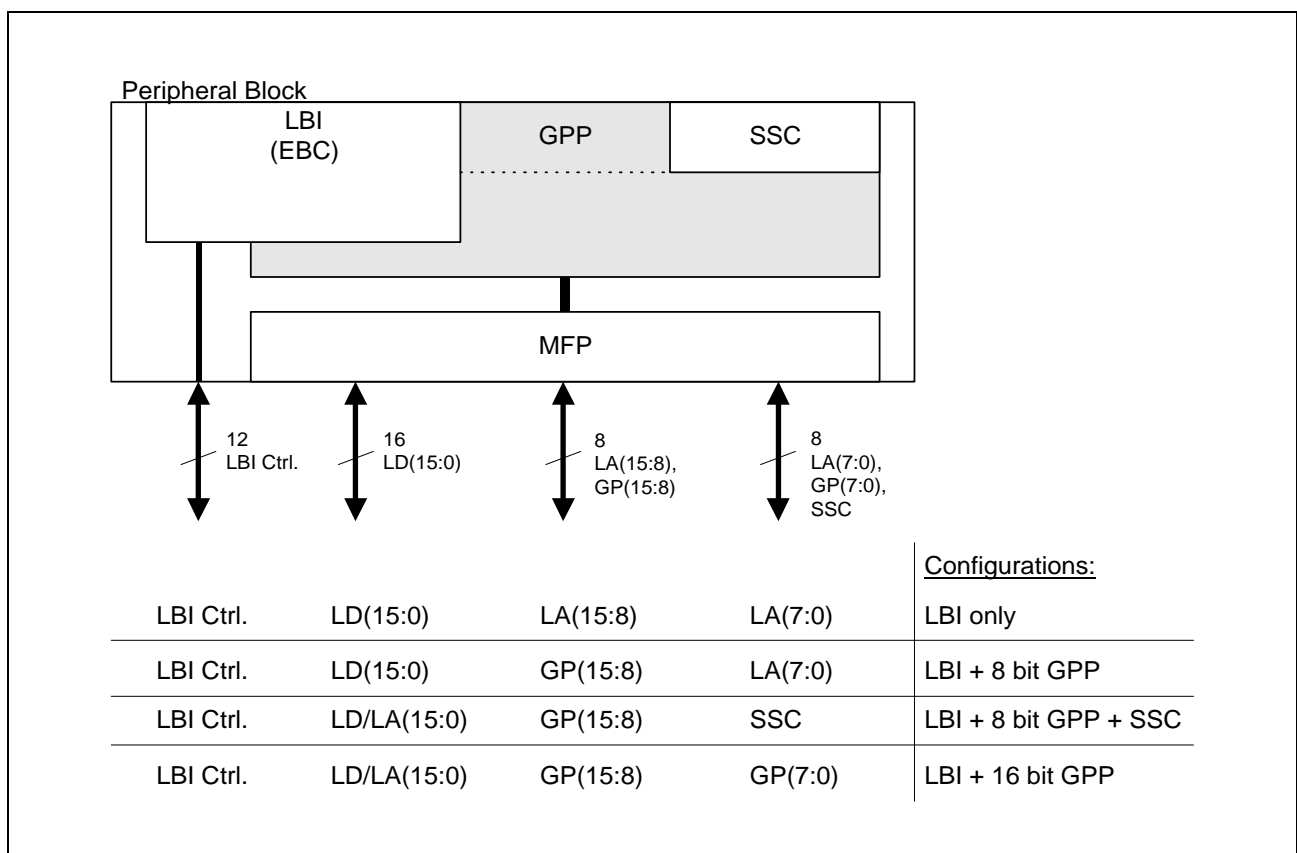 Peripheral Block
LBI
(EBC)
GPP
SSC
MFP
12
LBI Ctrl.
16
LD(15:0)
8
LA(15:8),
GP(15:8)
8
LA(7:0),
GP(7:0),
SSC
Configurations:
LBI Ctrl. LD(15:0) LA(15:8) LA(7:0) LBI only
LBI Ctrl. LD(15:0) GP(15:8) LA(7:0) LBI + 8 bit GPP
LBI Ctrl. LD/LA(15:0) GP(15:8) SSC LBI + 8 bit GPP + SSC
LBI Ctrl. LD/LA(15:0) GP(15:8) GP(7:0) LBI + 16 bit GPP